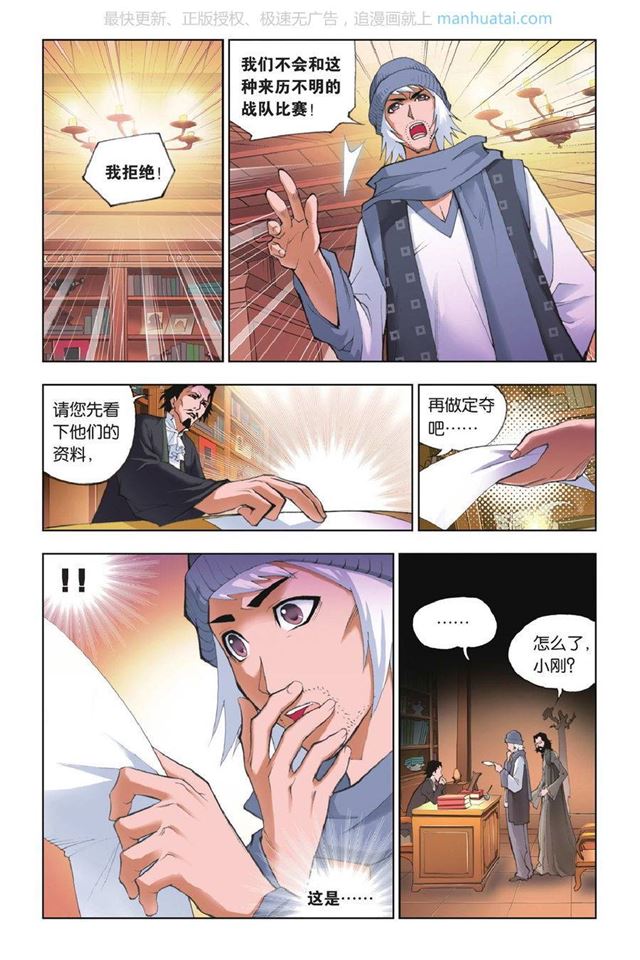 最快更新、正版授权、极速无广告，追漫画就上 manhuatai.com
我拒绝！
我们不会和这
种来历不明的
战队比赛！
请您先看
下他们的
资料，
再做定夺
吧……
！！
这是……
……
怎么了，
小刚？